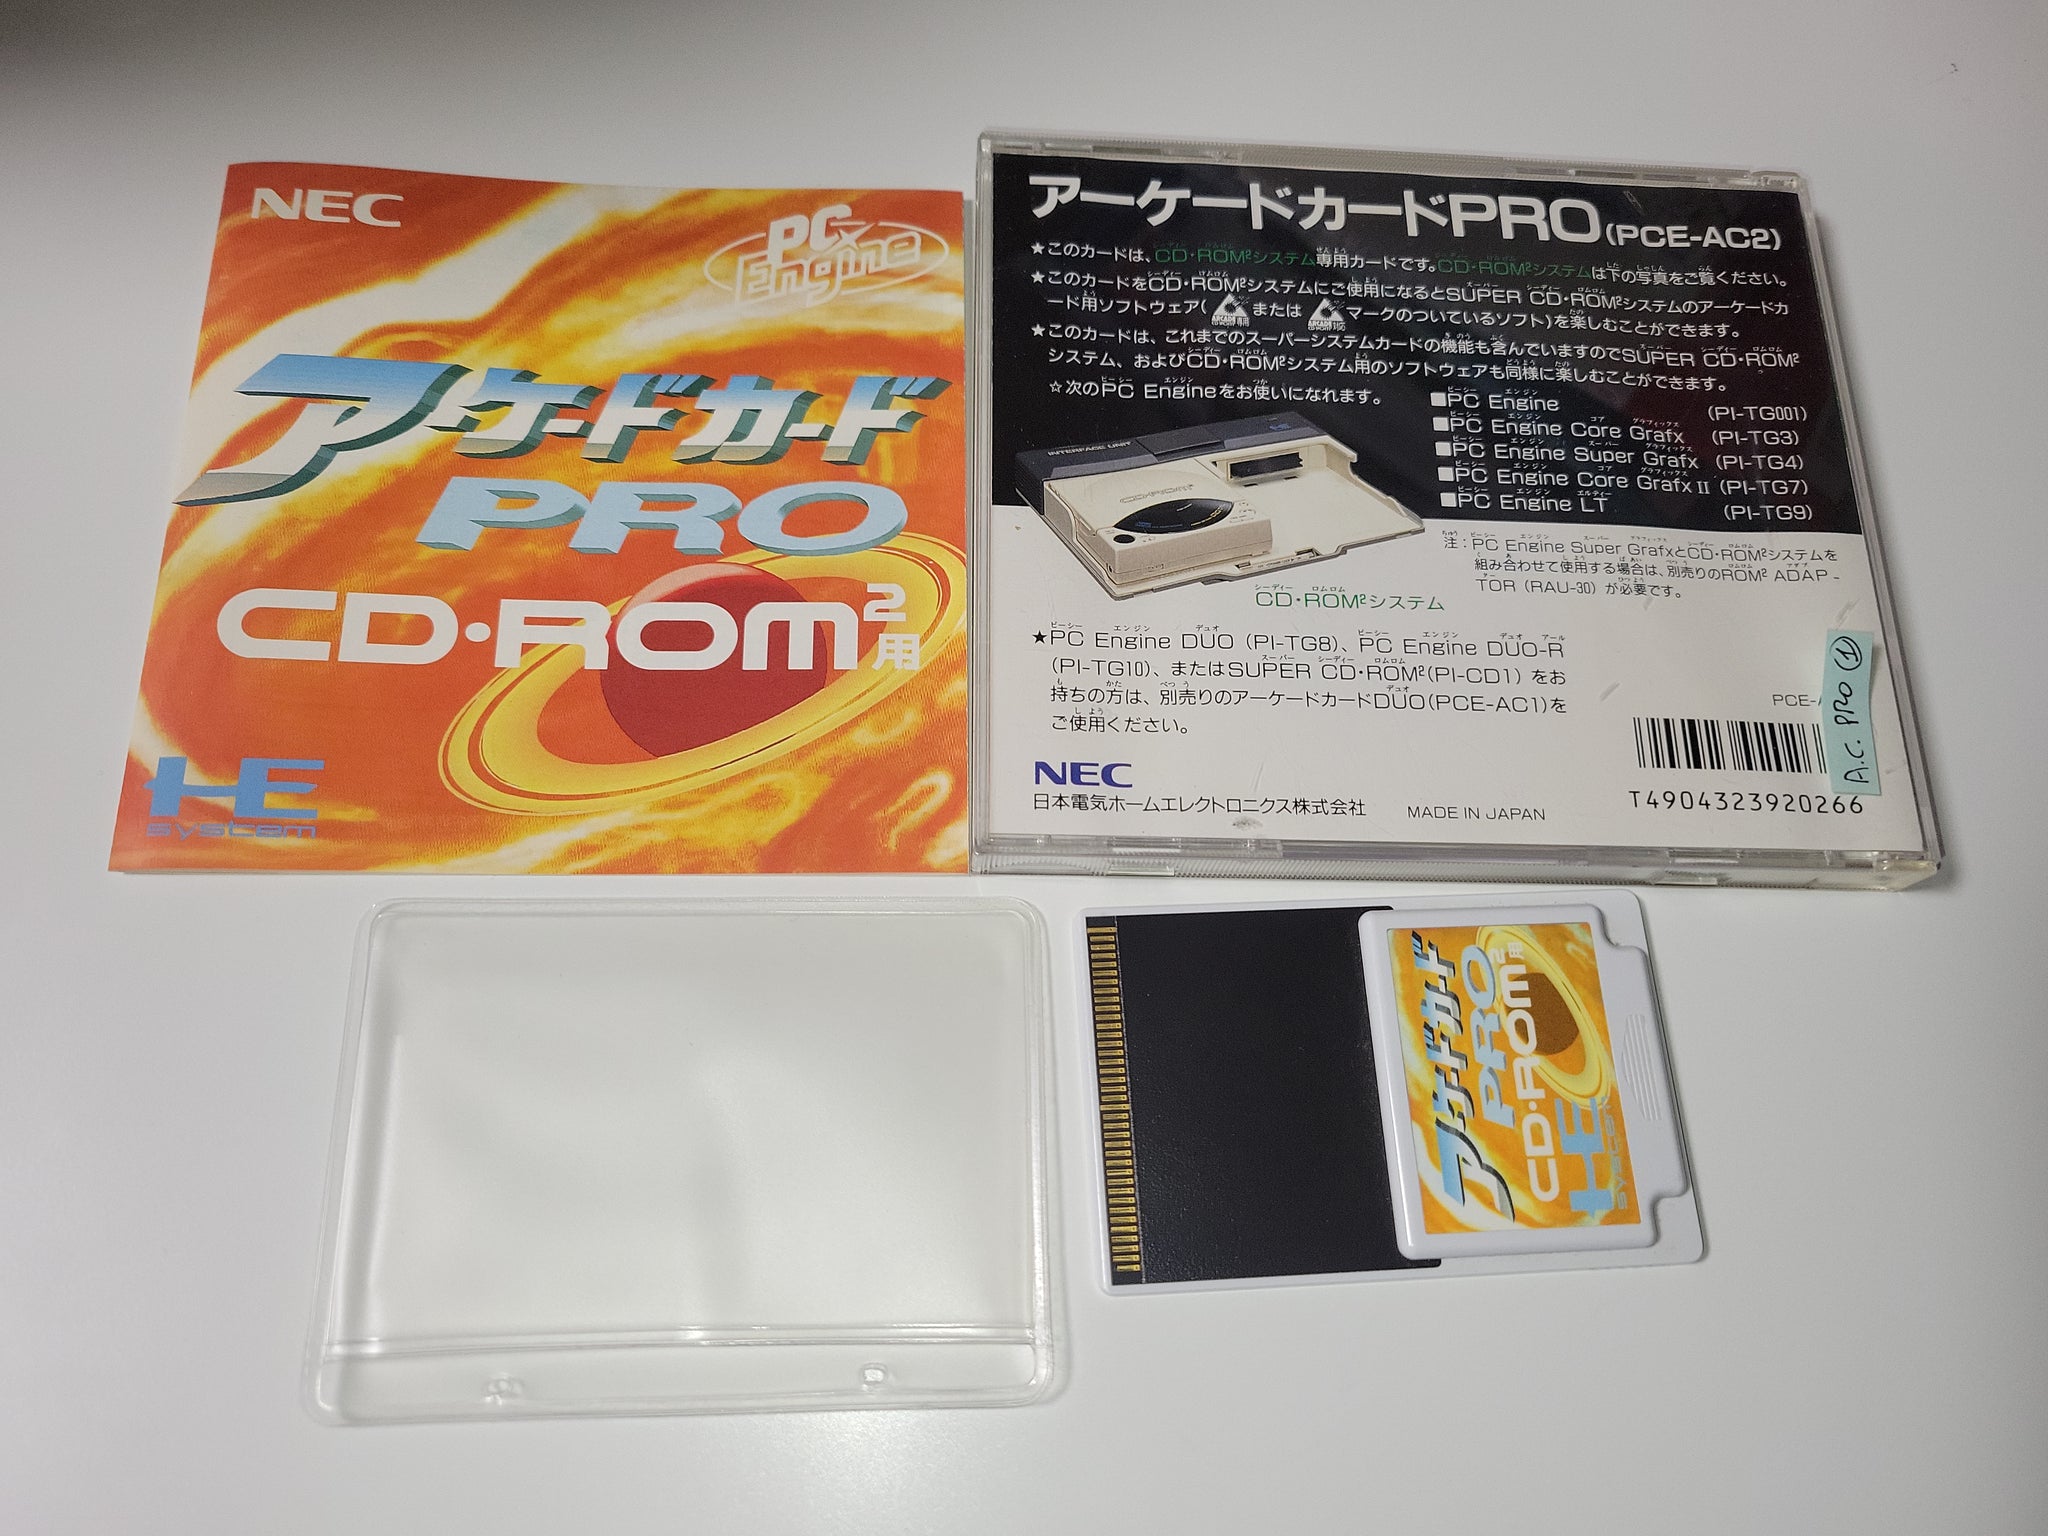 NEC
PC Engine
アーケードカード
PRO
CD・ROM²用
HE
system
アーケードカードPRO(PCE-AC2)
★このカードは、CD・ROM²システム専用カードです。CD・ROM²システムは下の写真をご覧ください。
★このカードをCD・ROM²システムにご使用になるとSUPER CD・ROM²システムのアーケードカ
ード用ソフトウェア(ARCADE専用または ARCADE対応マークのついているソフト)を楽しむことができます。
★このカードは、これまでのスーパーシステムカードの機能も含んでいますのでSUPER CD・ROM²
システム、およびCD・ROM²システム用のソフトウェアも同様に楽しむことができます。
☆次のPC Engineをお使いになれます。
■PC Engine (PI-TG001)
■PC Engine Core Grafx (PI-TG3)
■PC Engine Super Grafx (PI-TG4)
■PC Engine Core GrafxⅡ (PI-TG7)
■PC Engine LT (PI-TG9)
INTERFACE UNIT
CD-ROM²
注：PC Engine Super GrafxとCD・ROM²システムを
組み合わせて使用する場合は、別売りのROM² ADAP-
TOR (RAU-30) が必要です。
CD・ROM²システム
★PC Engine DUO (PI-TG8)、PC Engine DUO-R
(PI-TG10)、またはSUPER CD・ROM²(PI-CD1) をお
持ちの方は、別売りのアーケードカードDUO(PCE-AC1)を
ご使用ください。
PCE-
A.C. PRO ①
NEC
日本電気ホームエレクトロニクス株式会社
MADE IN JAPAN
T4904323920266
アーケードカード
PRO
CD・ROM²用
HE
system